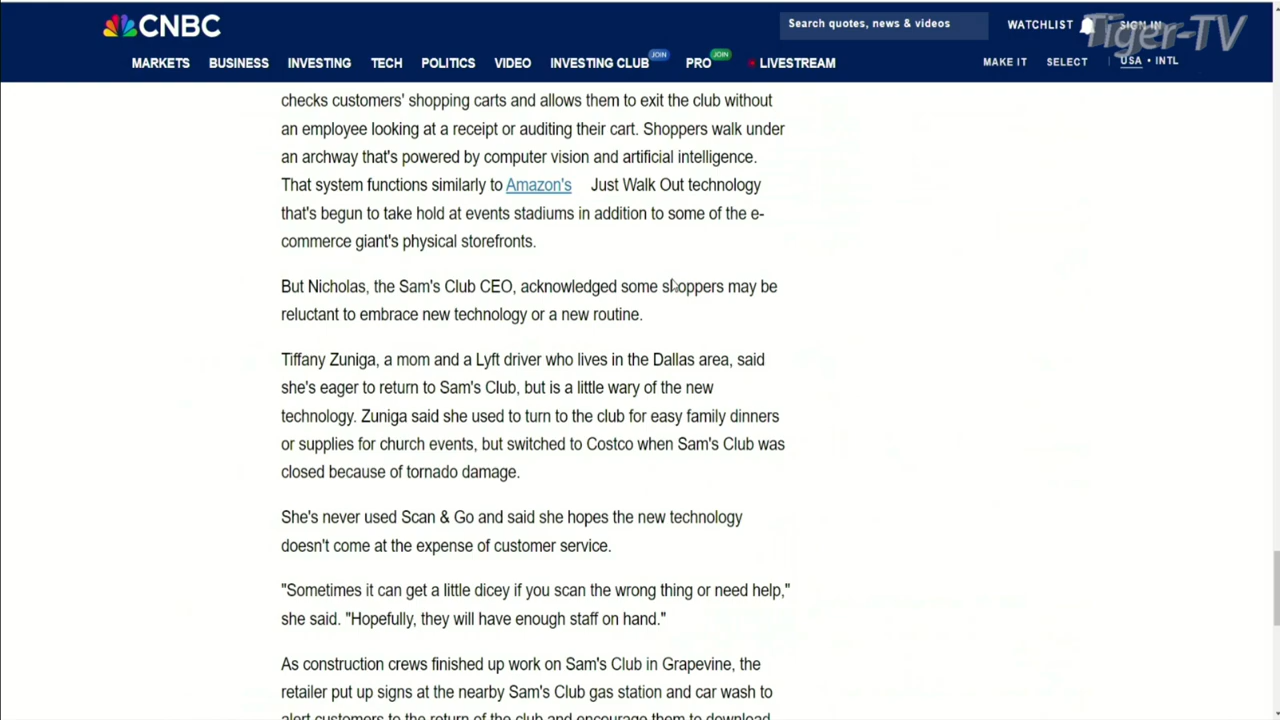 CNBC
Search quotes, news & videos
WATCHLIST
SIGN IN
Tiger-TV
MARKETS BUSINESS INVESTING TECH POLITICS VIDEO INVESTING CLUB JOIN PRO JOIN LIVESTREAM
MAKE IT SELECT USA • INTL
checks customers' shopping carts and allows them to exit the club without
an employee looking at a receipt or auditing their cart. Shoppers walk under
an archway that's powered by computer vision and artificial intelligence.
That system functions similarly to Amazon's Just Walk Out technology
that's begun to take hold at events stadiums in addition to some of the e-
commerce giant's physical storefronts.
But Nicholas, the Sam's Club CEO, acknowledged some shoppers may be
reluctant to embrace new technology or a new routine.
Tiffany Zuniga, a mom and a Lyft driver who lives in the Dallas area, said
she's eager to return to Sam's Club, but is a little wary of the new
technology. Zuniga said she used to turn to the club for easy family dinners
or supplies for church events, but switched to Costco when Sam's Club was
closed because of tornado damage.
She's never used Scan & Go and said she hopes the new technology
doesn't come at the expense of customer service.
"Sometimes it can get a little dicey if you scan the wrong thing or need help,"
she said. "Hopefully, they will have enough staff on hand."
As construction crews finished up work on Sam's Club in Grapevine, the
retailer put up signs at the nearby Sam's Club gas station and car wash to
alert customers to the return of the club and encourage them to download